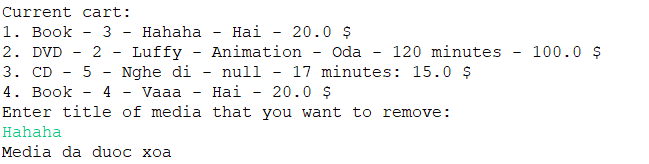 Current cart:
1. Book - 3 - Hahaha - Hai - 20.0 $
2. DVD - 2 - Luffy - Animation - Oda - 120 minutes - 100.0 $
3. CD - 5 - Nghe di - null - 17 minutes: 15.0 $
4. Book - 4 - Vaaa - Hai - 20.0 $
Enter title of media that you want to remove:
Hahaha
Media da duoc xoa